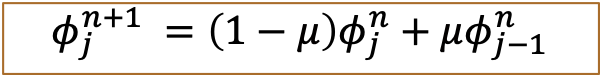 ϕ_j^{n+1} = (1 − μ)ϕ_j^n + μϕ_{j−1}^n